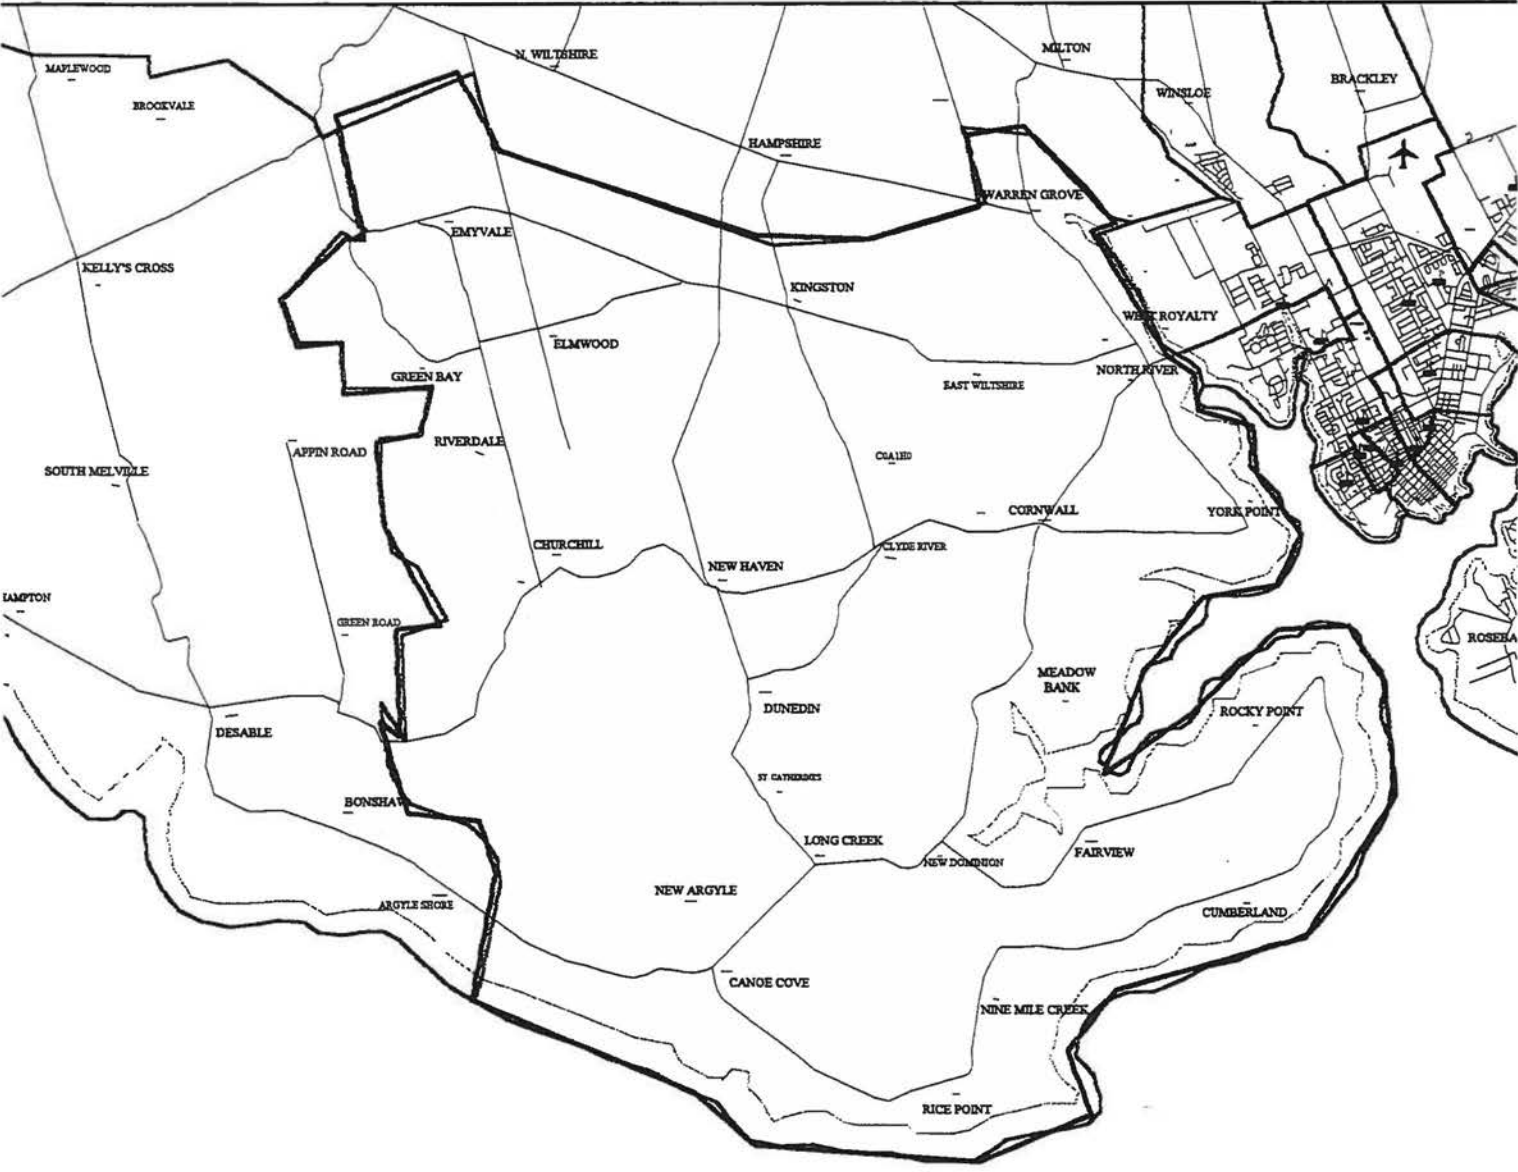 N. WILTSHIRE
MILTON
MAPLEWOOD
BRACKLEY
WINSLOE
BROOKVALE
HAMPSHIRE
WARREN GROVE
EMYVALE
KELLY'S CROSS
KINGSTON
WEST ROYALTY
ELMWOOD
NORTH RIVER
GREEN BAY
EAST WILTSHIRE
RIVERDALE
APPIN ROAD
SOUTH MELVILLE
CORNWALL
YORK POINT
CHURCHILL
CLYDE RIVER
NEW HAVEN
HAMPTON
GREEN ROAD
ROSEBA
MEADOW
BANK
DUNEDIN
ROCKY POINT
DESABLE
ST CATHERINES
BONSHAW
LONG CREEK
FAIRVIEW
NEW DOMINION
NEW ARGYLE
ARGYLE SHORE
CUMBERLAND
CANOE COVE
NINE MILE CREEK
RICE POINT